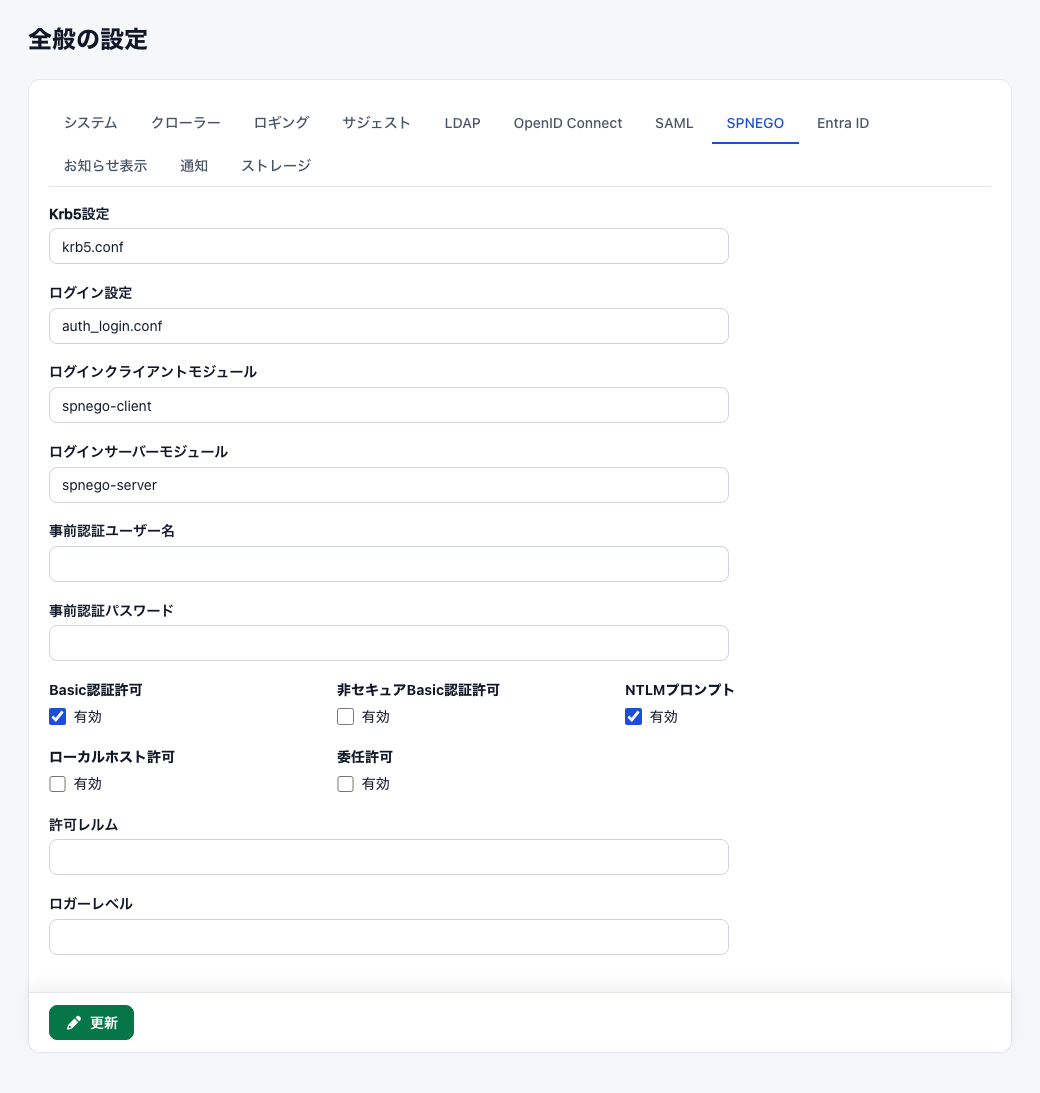 全般の設定
システム クローラー ロギング サジェスト LDAP OpenID Connect SAML SPNEGO Entra ID
お知らせ表示 通知 ストレージ
Krb5設定
krb5.conf
ログイン設定
auth_login.conf
ログインクライアントモジュール
spnego-client
ログインサーバーモジュール
spnego-server
事前認証ユーザー名
事前認証パスワード
Basic認証許可 非セキュアBasic認証許可 NTLMプロンプト
有効 有効 有効
ローカルホスト許可 委任許可
有効 有効
許可レルム
ロガーレベル
更新